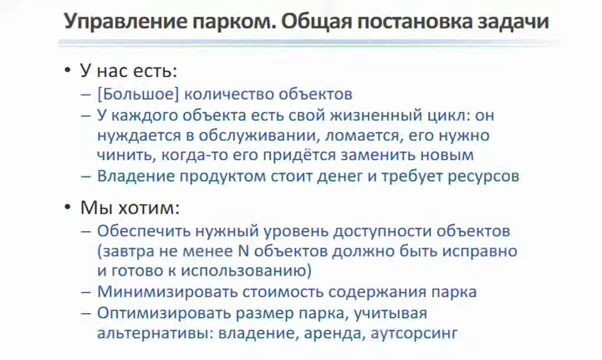 Управление парком. Общая постановка задачи
• У нас есть:
– [Большое] количество объектов
– У каждого объекта есть свой жизненный цикл: он
нуждается в обслуживании, ломается, его нужно
чинить, когда-то его придётся заменить новым
– Владение продуктом стоит денег и требует ресурсов
• Мы хотим:
– Обеспечить нужный уровень доступности объектов
(завтра не менее N объектов должно быть исправно
и готово к использованию)
– Минимизировать стоимость содержания парка
– Оптимизировать размер парка, учитывая
альтернативы: владение, аренда, аутсорсинг